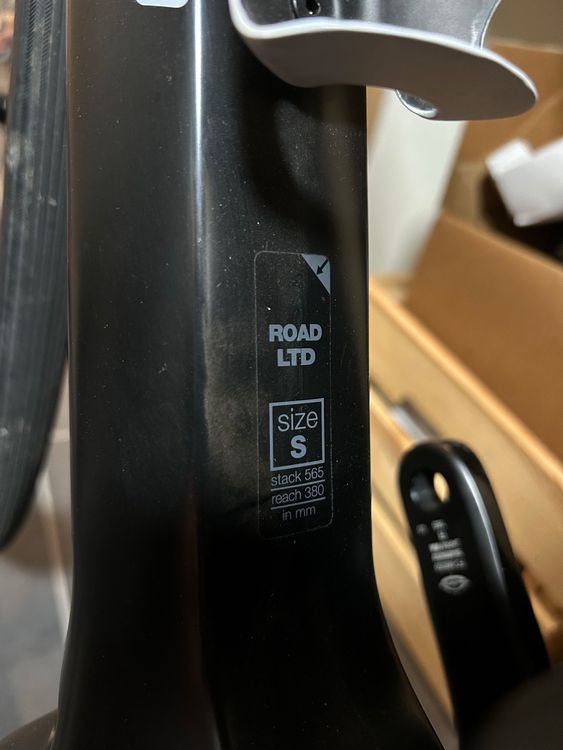 ROAD
LTD
size
S
stack 565
reach 380
in mm